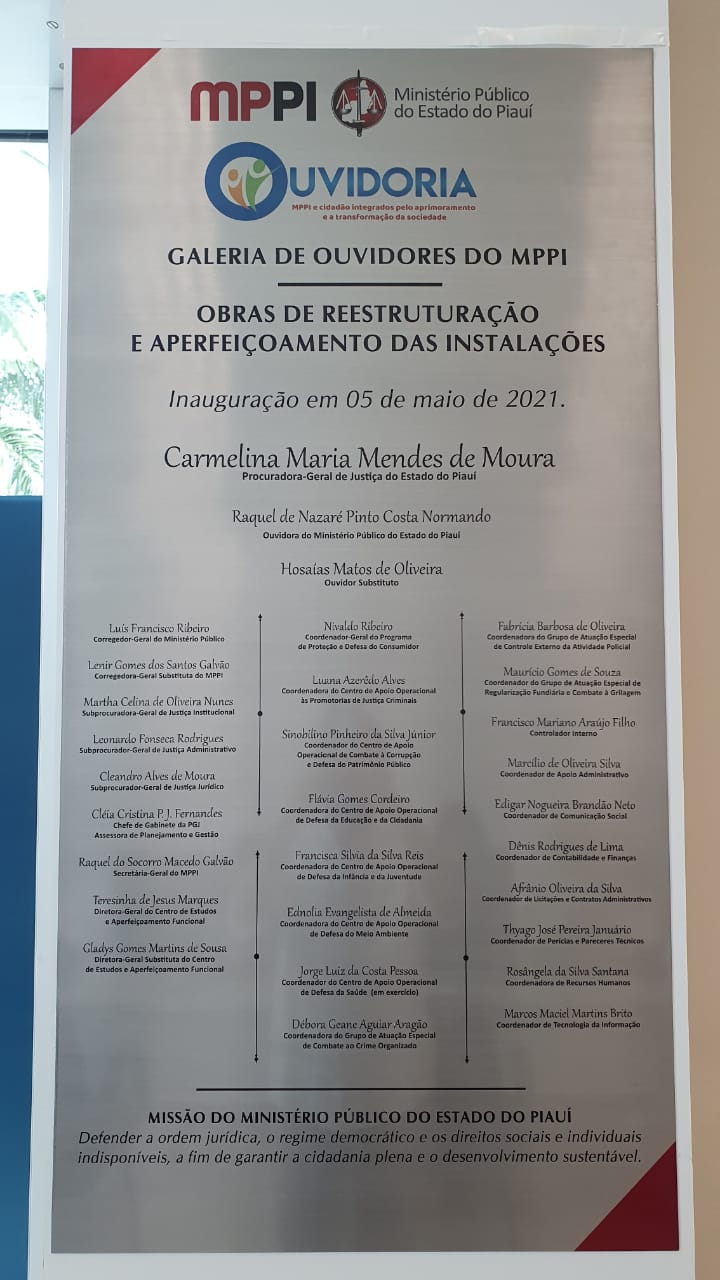 MPPI
Ministério Público
do Estado do Piauí
OUVIDORIA
MPPI e cidadão integrados pelo aprimoramento
e a transformação da sociedade
GALERIA DE OUVIDORES DO MPPI
OBRAS DE REESTRUTURAÇÃO
E APERFEIÇOAMENTO DAS INSTALAÇÕES
Inauguração em 05 de maio de 2021.
Carmelina Maria Mendes de Moura
Procuradora-Geral de Justiça do Estado do Piauí
Raquel de Nazaré Pinto Costa Normando
Ouvidora do Ministério Público do Estado do Piauí
Hosaías Matos de Oliveira
Ouvidor Substituto
Luís Francisco Ribeiro
Corregedor-Geral do Ministério Público
Lenir Gomes dos Santos Galvão
Corregedora-Geral Substituta do MPPI
Martha Celina de Oliveira Nunes
Subprocuradora-Geral de Justiça Institucional
Leonardo Fonseca Rodrigues
Subprocurador-Geral de Justiça Administrativo
Cleandro Alves de Moura
Subprocurador-Geral de Justiça Jurídico
Cléia Cristina P. J. Fernandes
Chefe de Gabinete da PGJ
Assessora de Planejamento e Gestão
Raquel do Socorro Macedo Galvão
Secretária-Geral do MPPI
Teresinha de Jesus Marques
Diretora-Geral do Centro de Estudos
e Aperfeiçoamento Funcional
Gladys Gomes Martins de Sousa
Diretora-Geral Substituta do Centro
de Estudos e Aperfeiçoamento Funcional
Nivaldo Ribeiro
Coordenador-Geral do Programa
de Proteção e Defesa do Consumidor
Luana Azerêdo Alves
Coordenadora do Centro de Apoio Operacional
às Promotorias de Justiça Criminais
Sinobilino Pinheiro da Silva Júnior
Coordenador do Centro de Apoio
Operacional de Combate à Corrupção
e Defesa do Patrimônio Público
Flávia Gomes Cordeiro
Coordenadora do Centro de Apoio Operacional
de Defesa da Educação e da Cidadania
Francisca Silvia da Silva Reis
Coordenadora do Centro de Apoio Operacional
de Defesa da Infância e da Juventude
Ednolia Evangelista de Almeida
Coordenadora do Centro de Apoio Operacional
de Defesa do Meio Ambiente
Jorge Luiz da Costa Pessoa
Coordenador do Centro de Apoio Operacional
de Defesa da Saúde (em exercício)
Débora Geane Aguiar Aragão
Coordenadora do Grupo de Atuação Especial
de Combate ao Crime Organizado
Fabrícia Barbosa de Oliveira
Coordenadora do Grupo de Atuação Especial
de Controle Externo da Atividade Policial
Maurício Gomes de Souza
Coordenador do Grupo de Atuação Especial de
Regularização Fundiária e Combate à Grilagem
Francisco Mariano Araújo Filho
Controlador Interno
Marcílio de Oliveira Silva
Coordenador de Apoio Administrativo
Edigar Nogueira Brandão Neto
Coordenador de Comunicação Social
Dênis Rodrigues de Lima
Coordenador de Contabilidade e Finanças
Afrânio Oliveira da Silva
Coordenador de Licitações e Contratos Administrativos
Thyago José Pereira Januário
Coordenador de Perícias e Pareceres Técnicos
Rosângela da Silva Santana
Coordenadora de Recursos Humanos
Marcos Maciel Martins Brito
Coordenador de Tecnologia da Informação
MISSÃO DO MINISTÉRIO PÚBLICO DO ESTADO DO PIAUÍ
Defender a ordem jurídica, o regime democrático e os direitos sociais e individuais
indisponíveis, a fim de garantir a cidadania plena e o desenvolvimento sustentável.